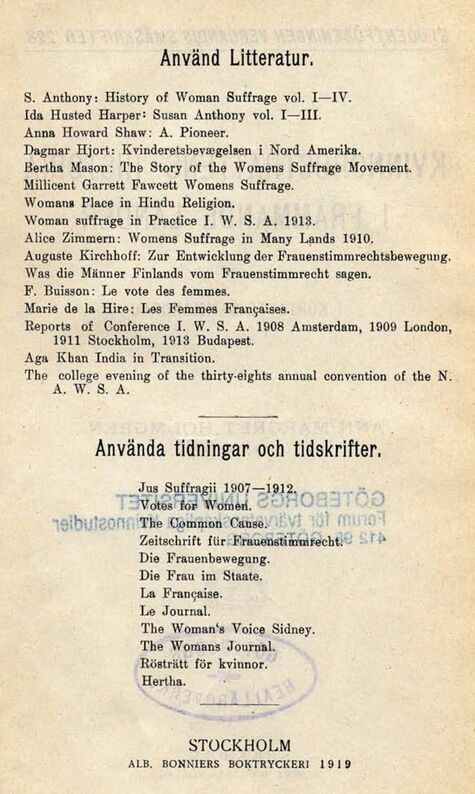 Använd Litteratur.
S. Anthony: History of Woman Suffrage vol. I—IV.
Ida Husted Harper: Susan Anthony vol. I—III.
Anna Howard Shaw: A. Pioneer.
Dagmar Hjort: Kvinderetsbevægelsen i Nord Amerika.
Bertha Mason: The Story of the Womens Suffrage Movement.
Millicent Garrett Fawcett Womens Suffrage.
Womans Place in Hindu Religion.
Woman suffrage in Practice I. W. S. A. 1913.
Alice Zimmern: Womens Suffrage in Many Lands 1910.
Auguste Kirchhoff: Zur Entwicklung der Frauenstimmrechtsbewegung.
Was die Männer Finlands vom Frauenstimmrecht sagen.
F. Buisson: Le vote des femmes.
Marie de la Hire: Les Femmes Françaises.
Reports of Conference I. W. S. A. 1908 Amsterdam, 1909 London,
1911 Stockholm, 1913 Budapest.
Aga Khan India in Transition.
The college evening of the thirty-eights annual convention of the N.
A. W. S. A.
Använda tidningar och tidskrifter.
Jus Suffragii 1907—1912.
Votes for Women.
The Common Cause.
Zeitschrift für Frauenstimmrecht.
Die Frauenbewegung.
Die Frau im Staate.
La Française.
Le Journal.
The Woman's Voice Sidney.
The Womans Journal.
Rösträtt för kvinnor.
Hertha.
STOCKHOLM
ALB. BONNIERS BOKTRYCKERI 1919